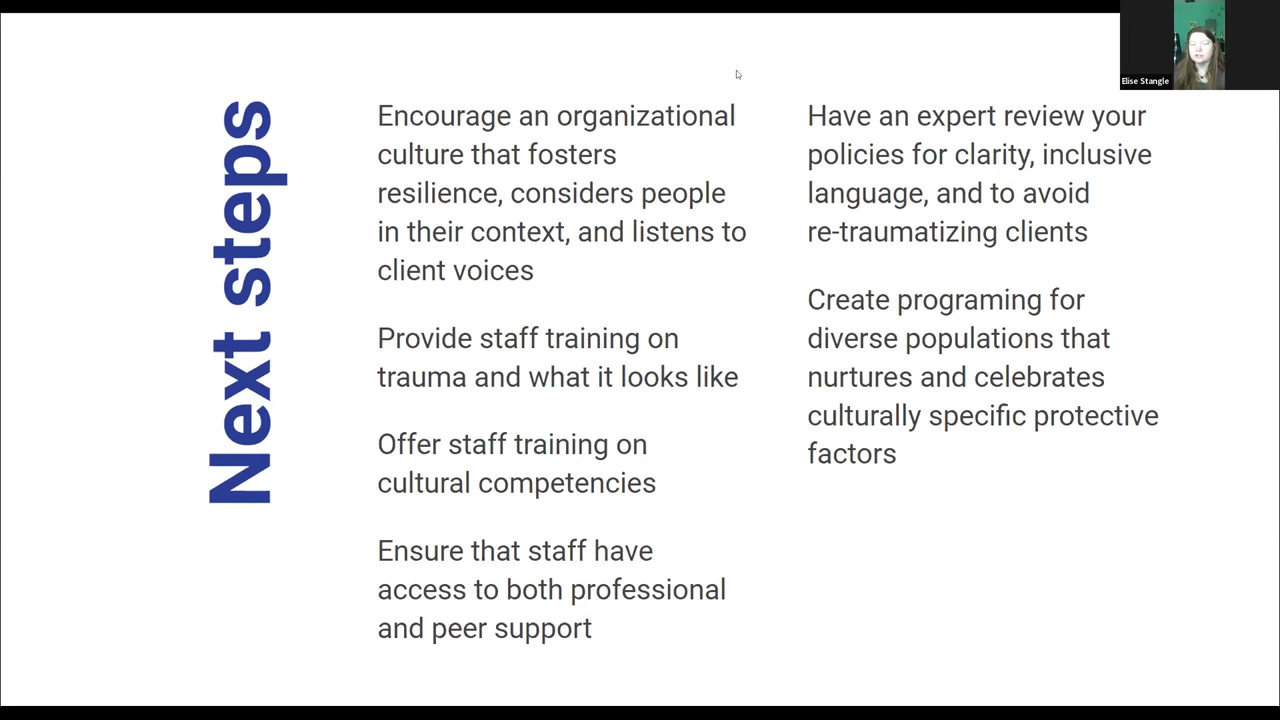 Elise Stangle
Next steps
Encourage an organizational
culture that fosters
resilience, considers people
in their context, and listens to
client voices
Provide staff training on
trauma and what it looks like
Offer staff training on
cultural competencies
Ensure that staff have
access to both professional
and peer support
Have an expert review your
policies for clarity, inclusive
language, and to avoid
re-traumatizing clients
Create programing for
diverse populations that
nurtures and celebrates
culturally specific protective
factors